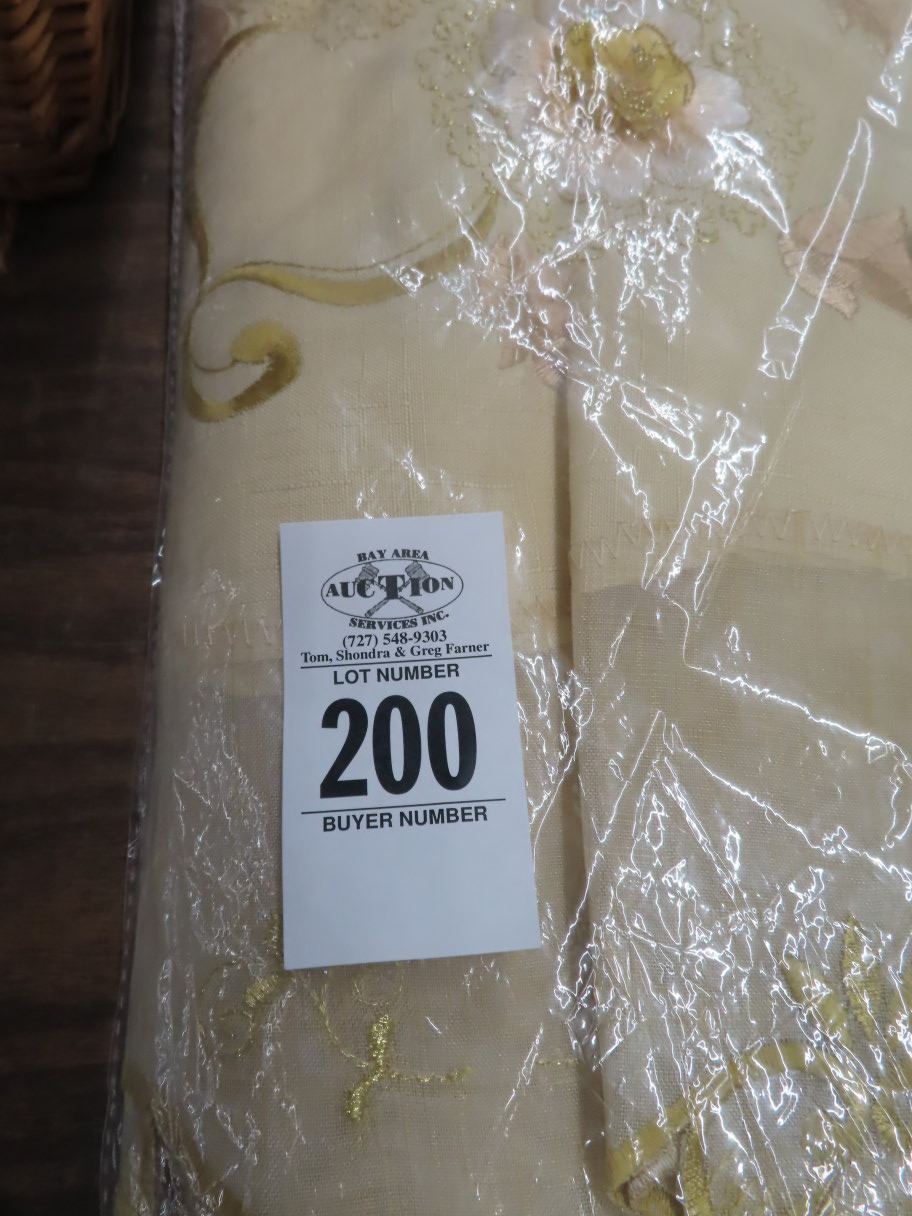 BAY AREA
AUCTION
SERVICES INC.
(727) 548-9303
Tom, Shondra & Greg Farner
LOT NUMBER
200
BUYER NUMBER